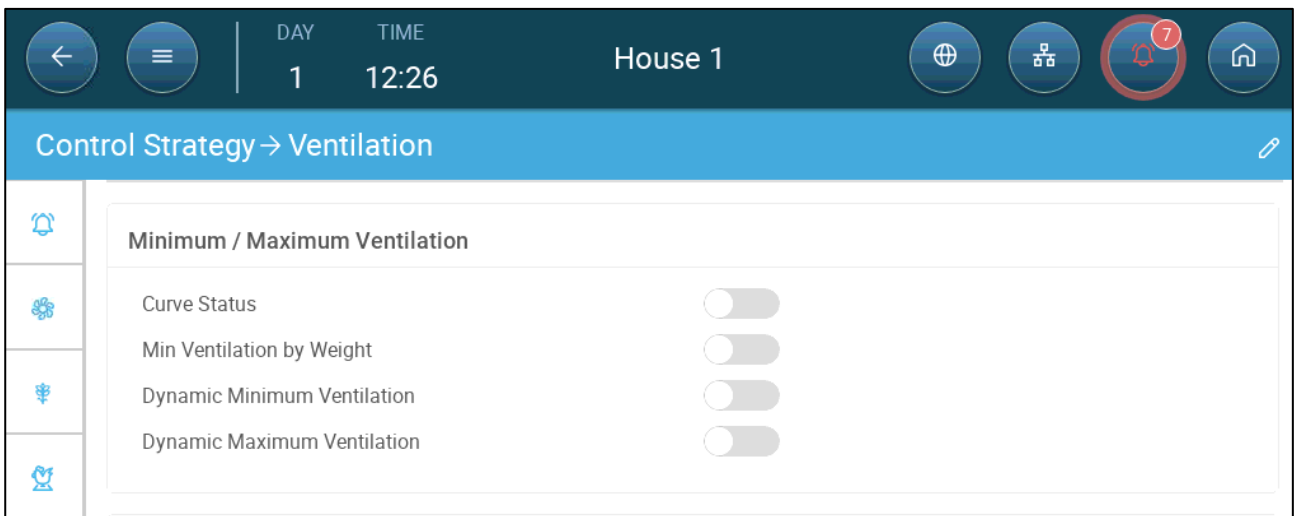 DAY TIME
1 12:26
House 1
7
Control Strategy → Ventilation
Minimum / Maximum Ventilation
Curve Status
Min Ventilation by Weight
Dynamic Minimum Ventilation
Dynamic Maximum Ventilation